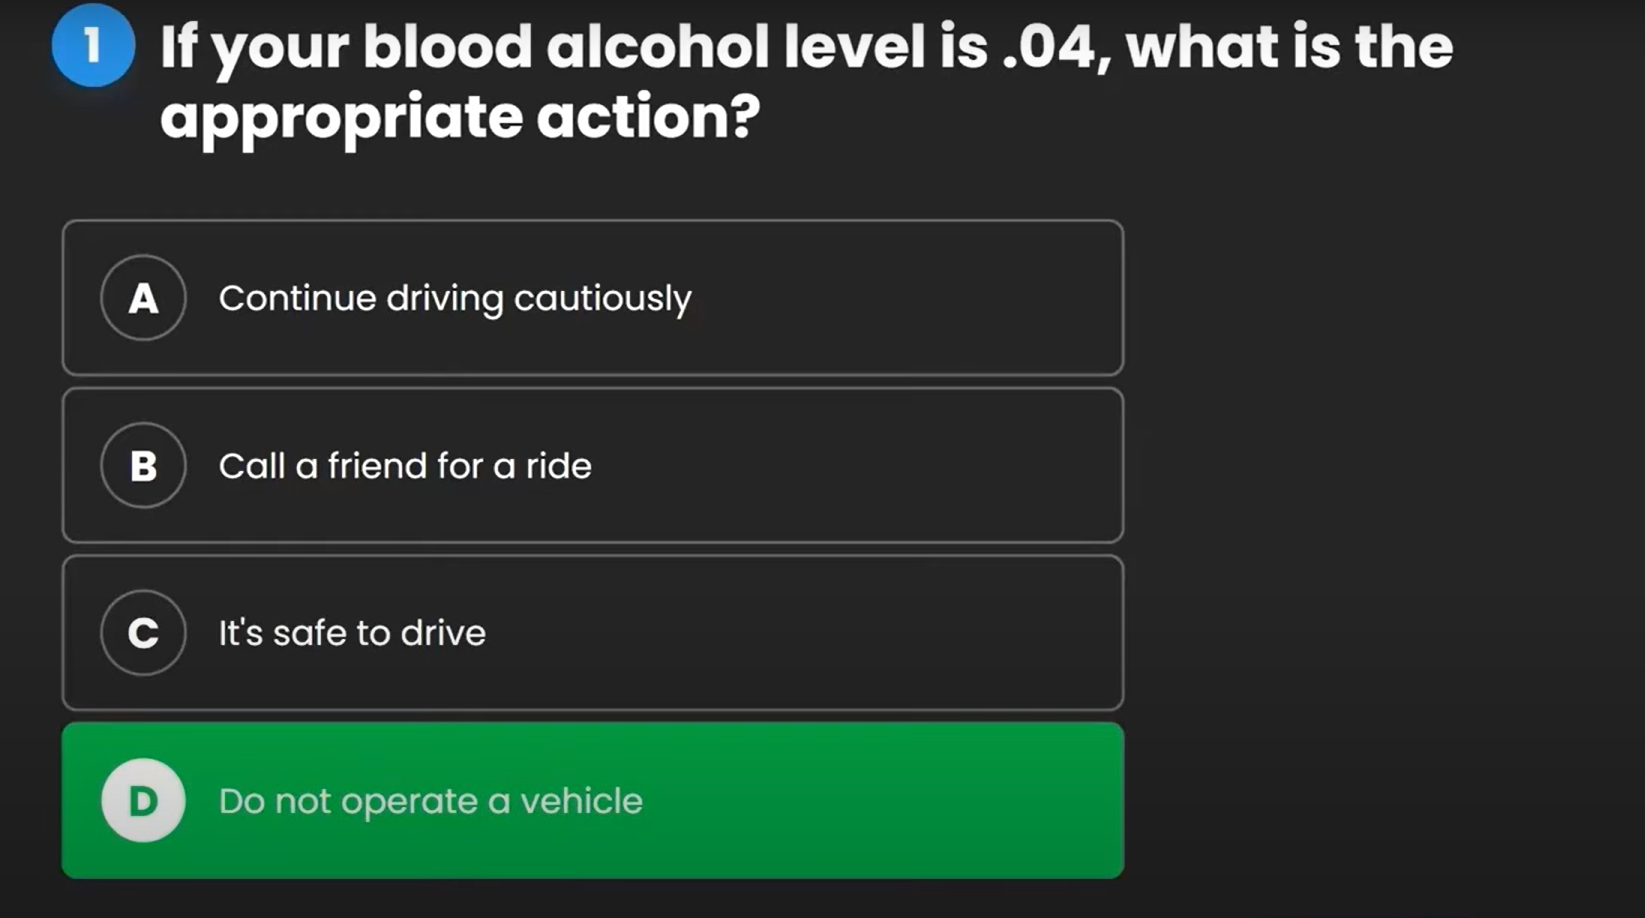 1 If your blood alcohol level is .04, what is the
appropriate action?
A Continue driving cautiously
B Call a friend for a ride
C It's safe to drive
D Do not operate a vehicle